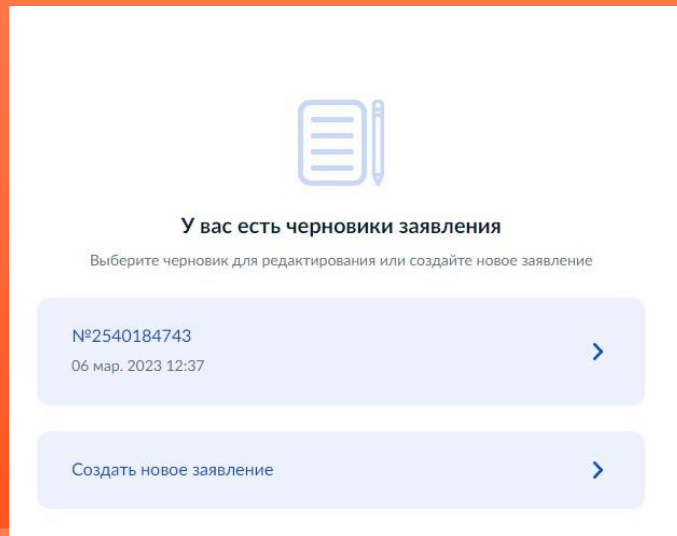 У вас есть черновики заявления
Выберите черновик для редактирования или создайте новое заявление
№2540184743
06 мар. 2023 12:37
Создать новое заявление